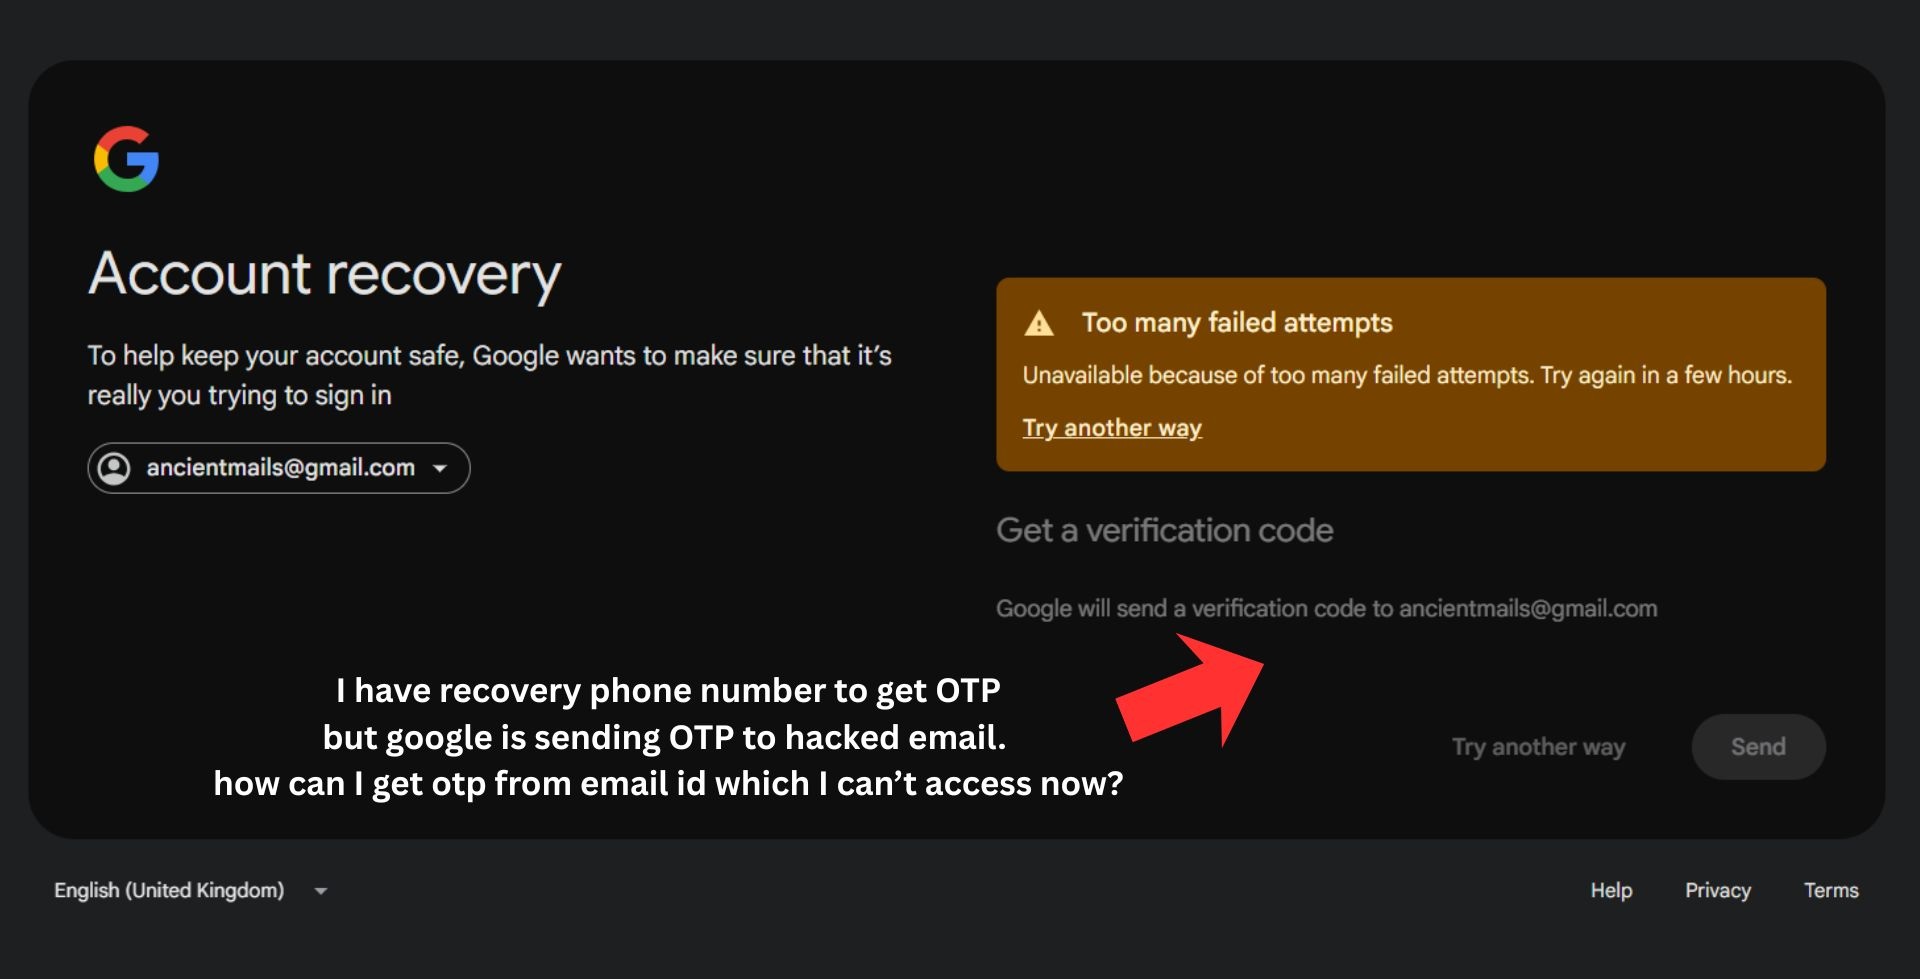 Account recovery
To help keep your account safe, Google wants to make sure that it’s
really you trying to sign in
ancientmails@gmail.com
Too many failed attempts
Unavailable because of too many failed attempts. Try again in a few hours.
Try another way
Get a verification code
Google will send a verification code to ancientmails@gmail.com
I have recovery phone number to get OTP
but google is sending OTP to hacked email.
how can I get otp from email id which I can’t access now?
Try another way
Send
English (United Kingdom)
Help
Privacy
Terms